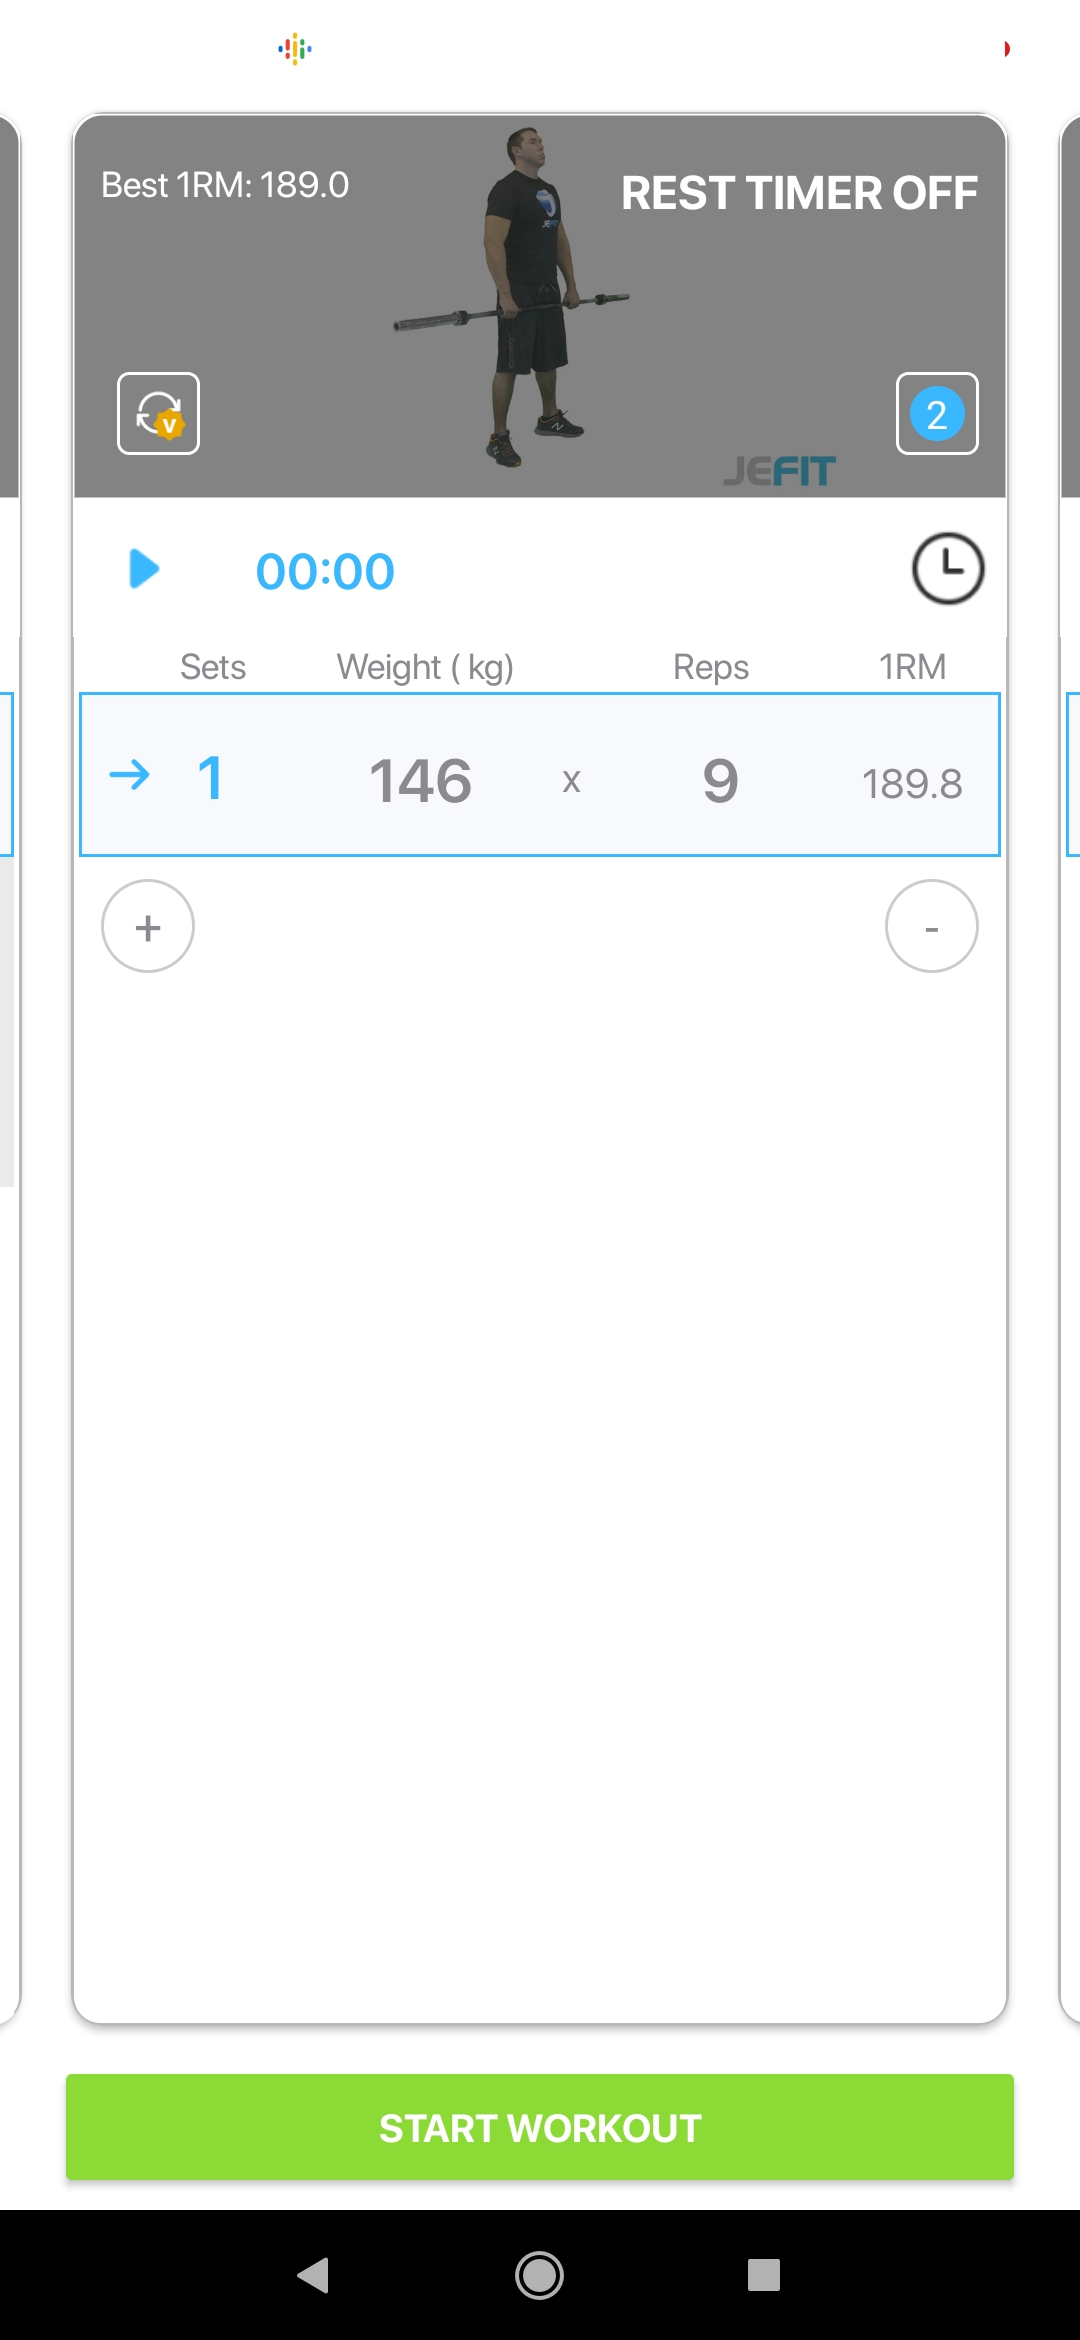 Best 1RM: 189.0
REST TIMER OFF
V
2
JEFIT
00:00
Sets Weight ( kg) Reps 1RM
1 146 x 9 189.8
+ -
START WORKOUT